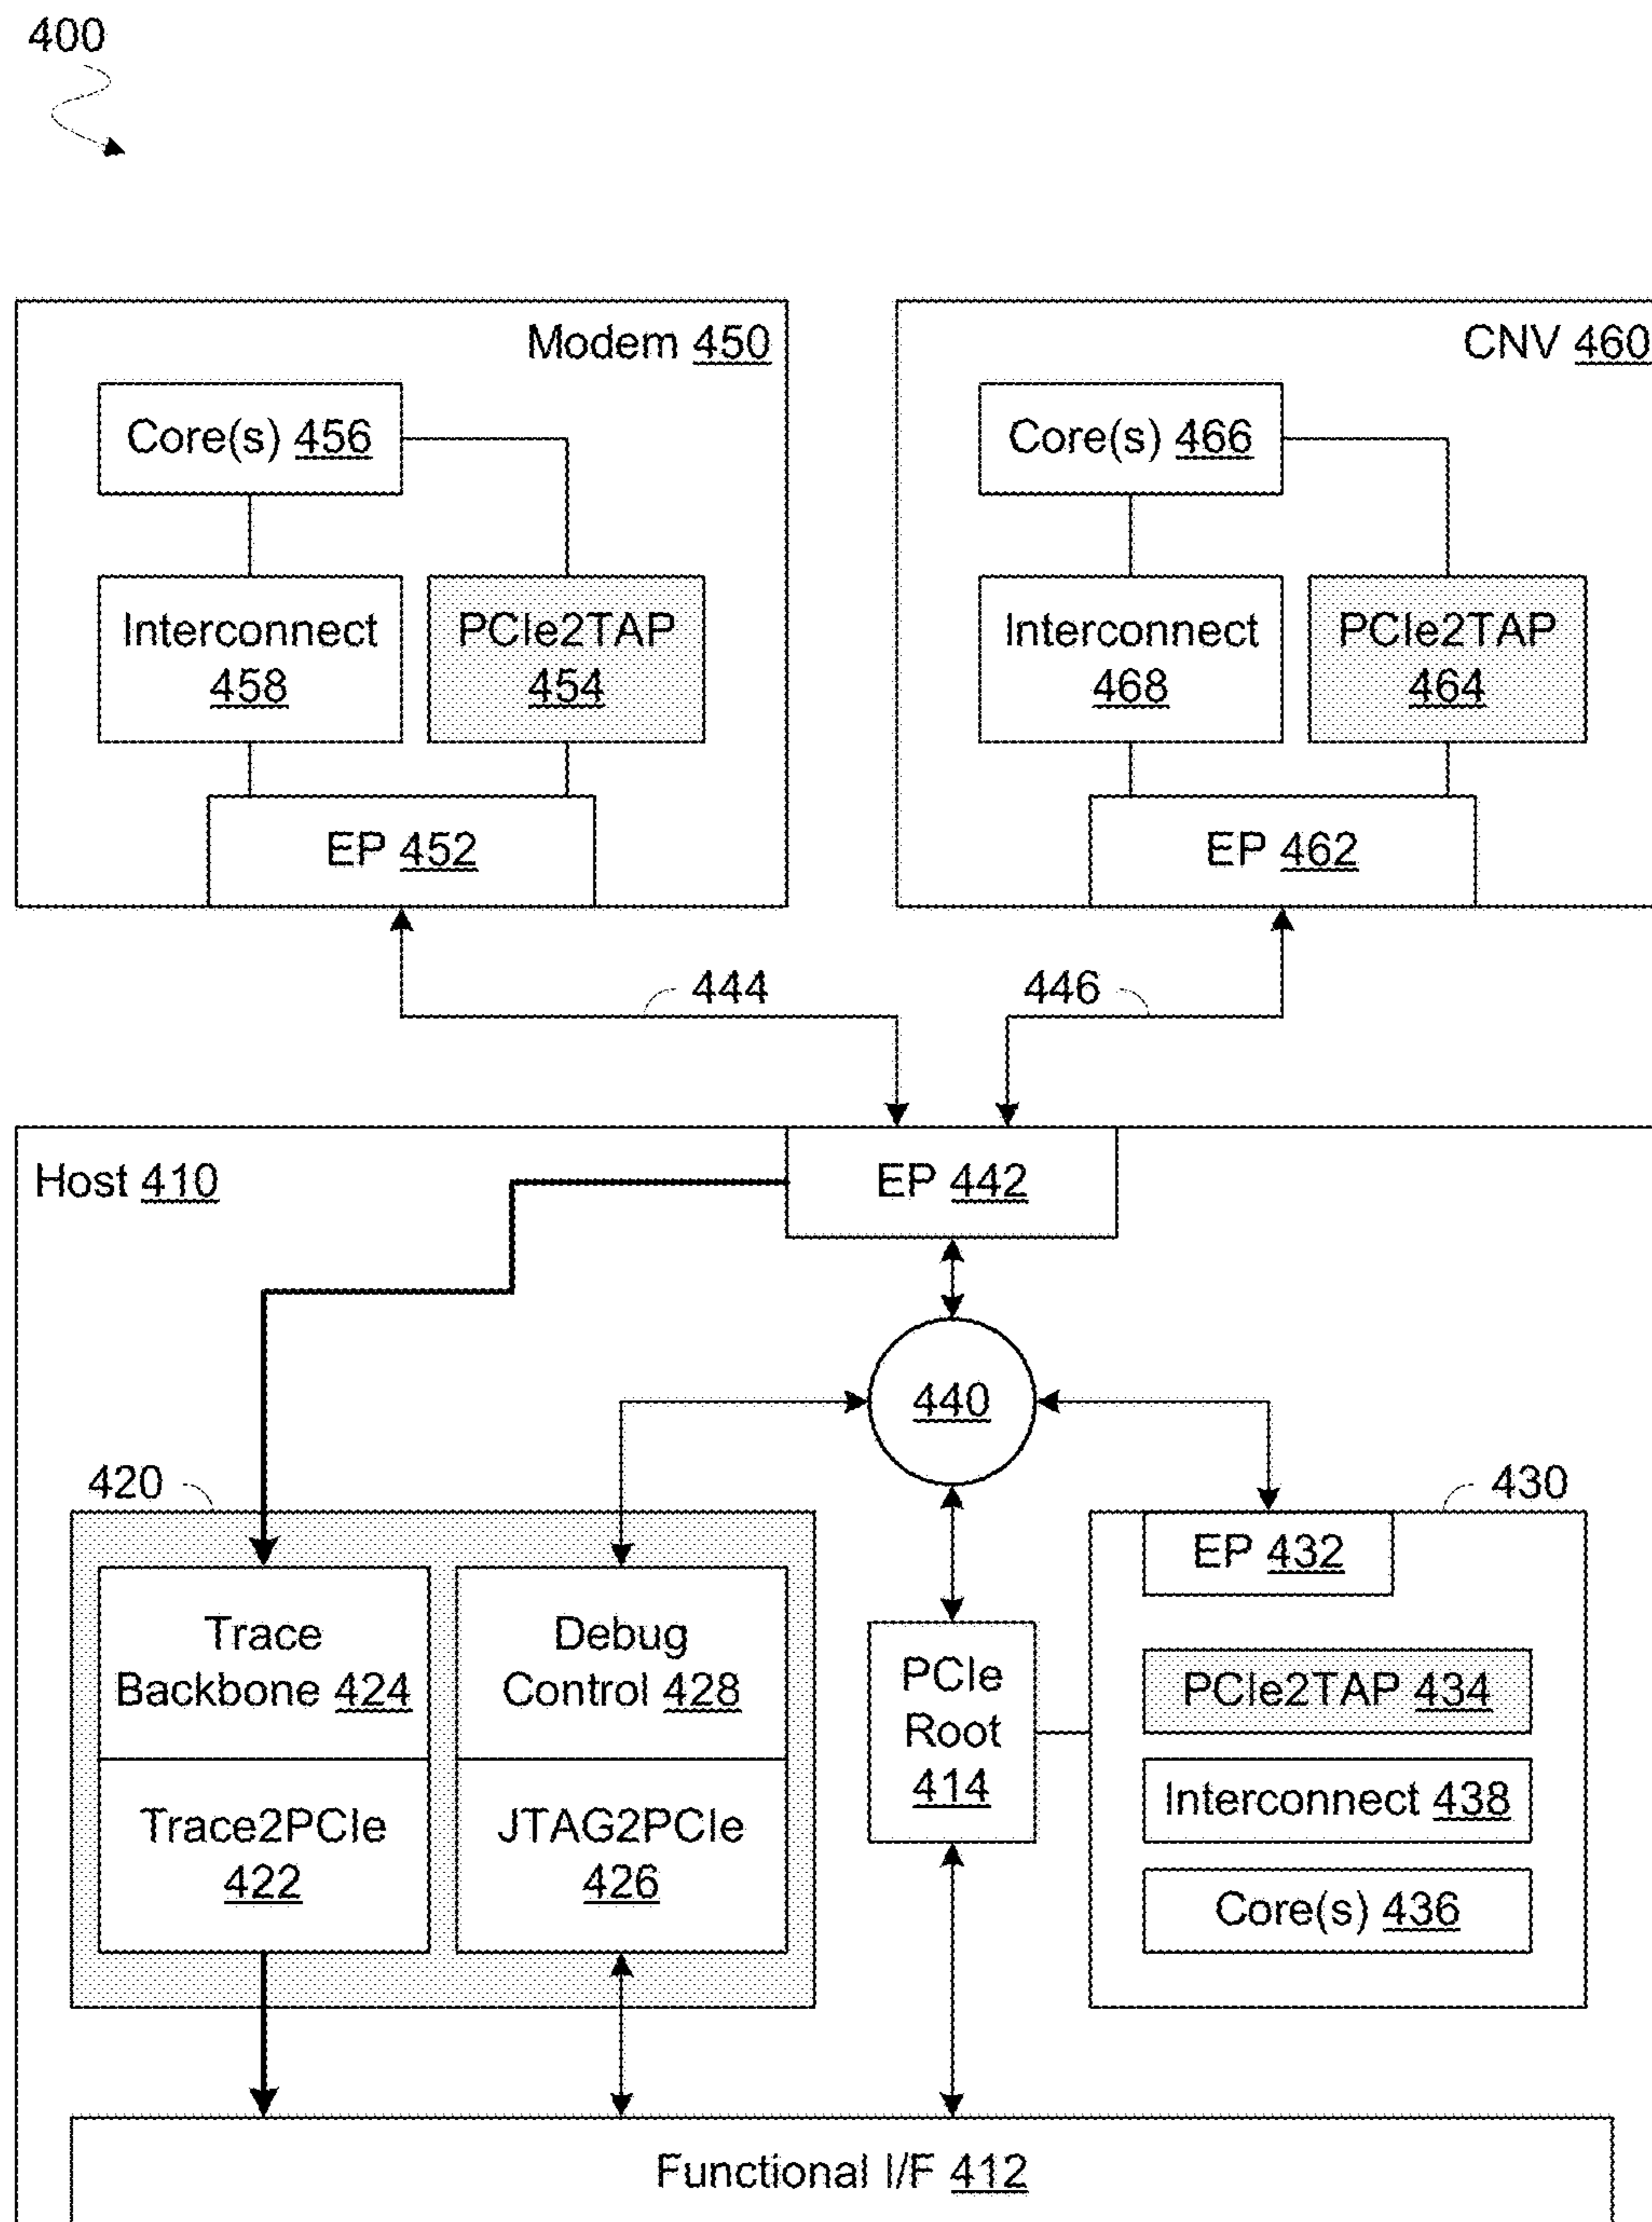 400
Modem 450
CNV 460
Core(s) 456
Core(s) 466
Interconnect
458
PCIe2TAP
454
Interconnect
468
PCIe2TAP
464
EP 452
EP 462
444
446
Host 410
EP 442
440
420
430
EP 432
Trace
Backbone 424
Debug
Control 428
PCIe
Root
414
PCIe2TAP 434
Interconnect 438
Trace2PCIe
422
JTAG2PCIe
426
Core(s) 436
Functional I/F 412